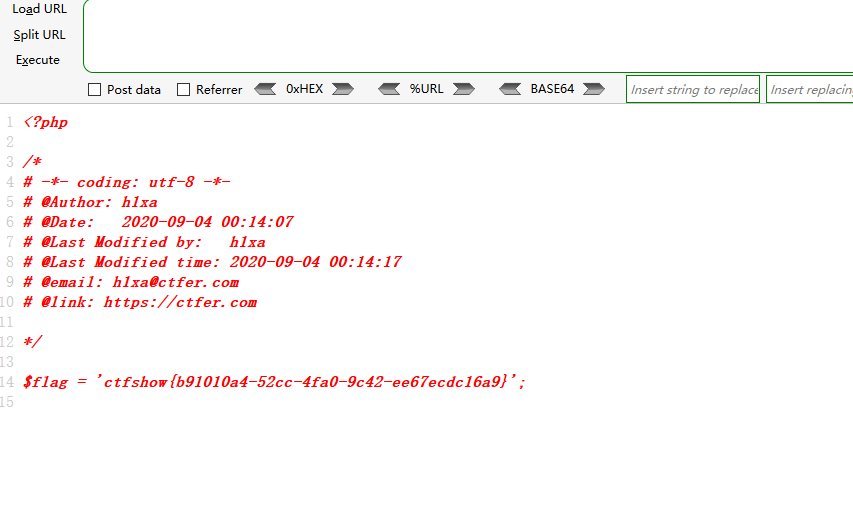 Load URL
Split URL
Execute
Post data Referrer 0xHEX %URL BASE64 Insert string to replace Insert replacing
1 <?php
2
3 /*
4 # -*- coding: utf-8 -*-
5 # @Author: h1xa
6 # @Date:   2020-09-04 00:14:07
7 # @Last Modified by:   h1xa
8 # @Last Modified time: 2020-09-04 00:14:17
9 # @email: h1xa@ctfer.com
10 # @link: https://ctfer.com
11
12 */
13
14 $flag = 'ctfshow{b91010a4-52cc-4fa0-9c42-ee67ecdc16a9}';
15